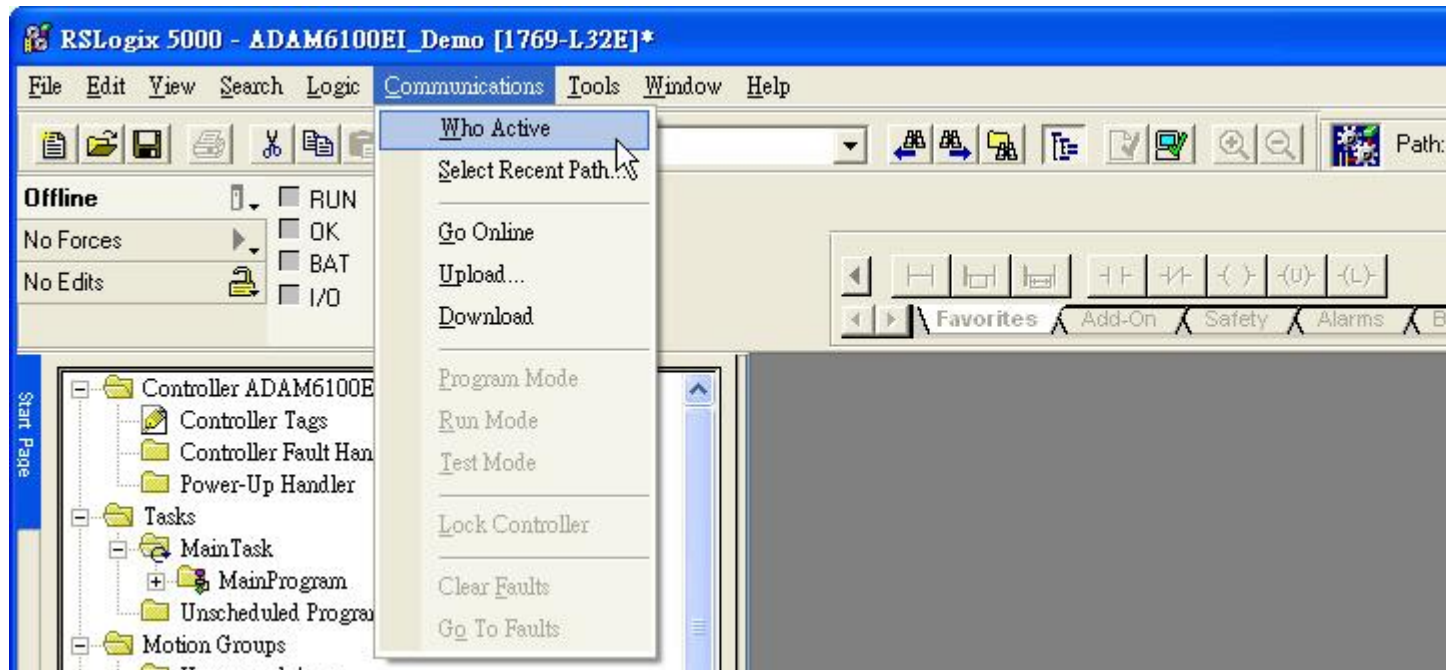 RSLogix 5000 - ADAM6100EI_Demo [1769-L32E]*
File Edit View Search Logic Communications Tools Window Help
Who Active
Select Recent Path...
Go Online
Upload...
Download
Program Mode
Run Mode
Test Mode
Lock Controller
Clear Faults
Go To Faults
Path:
Offline
RUN
No Forces
OK
BAT
No Edits
I/O
Favorites Add-On Safety Alarms B
Start Page
Controller ADAM6100E
Controller Tags
Controller Fault Han
Power-Up Handler
Tasks
MainTask
MainProgram
Unscheduled Progra
Motion Groups